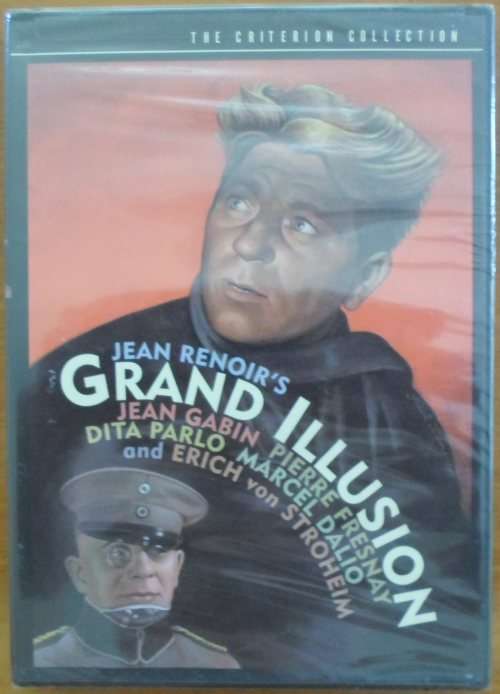 THE CRITERION COLLECTION
JEAN RENOIR'S
GRAND ILLUSION
JEAN GABIN PIERRE FRESNAY
DITA PARLO MARCEL DALIO
and ERICH von STROHEIM